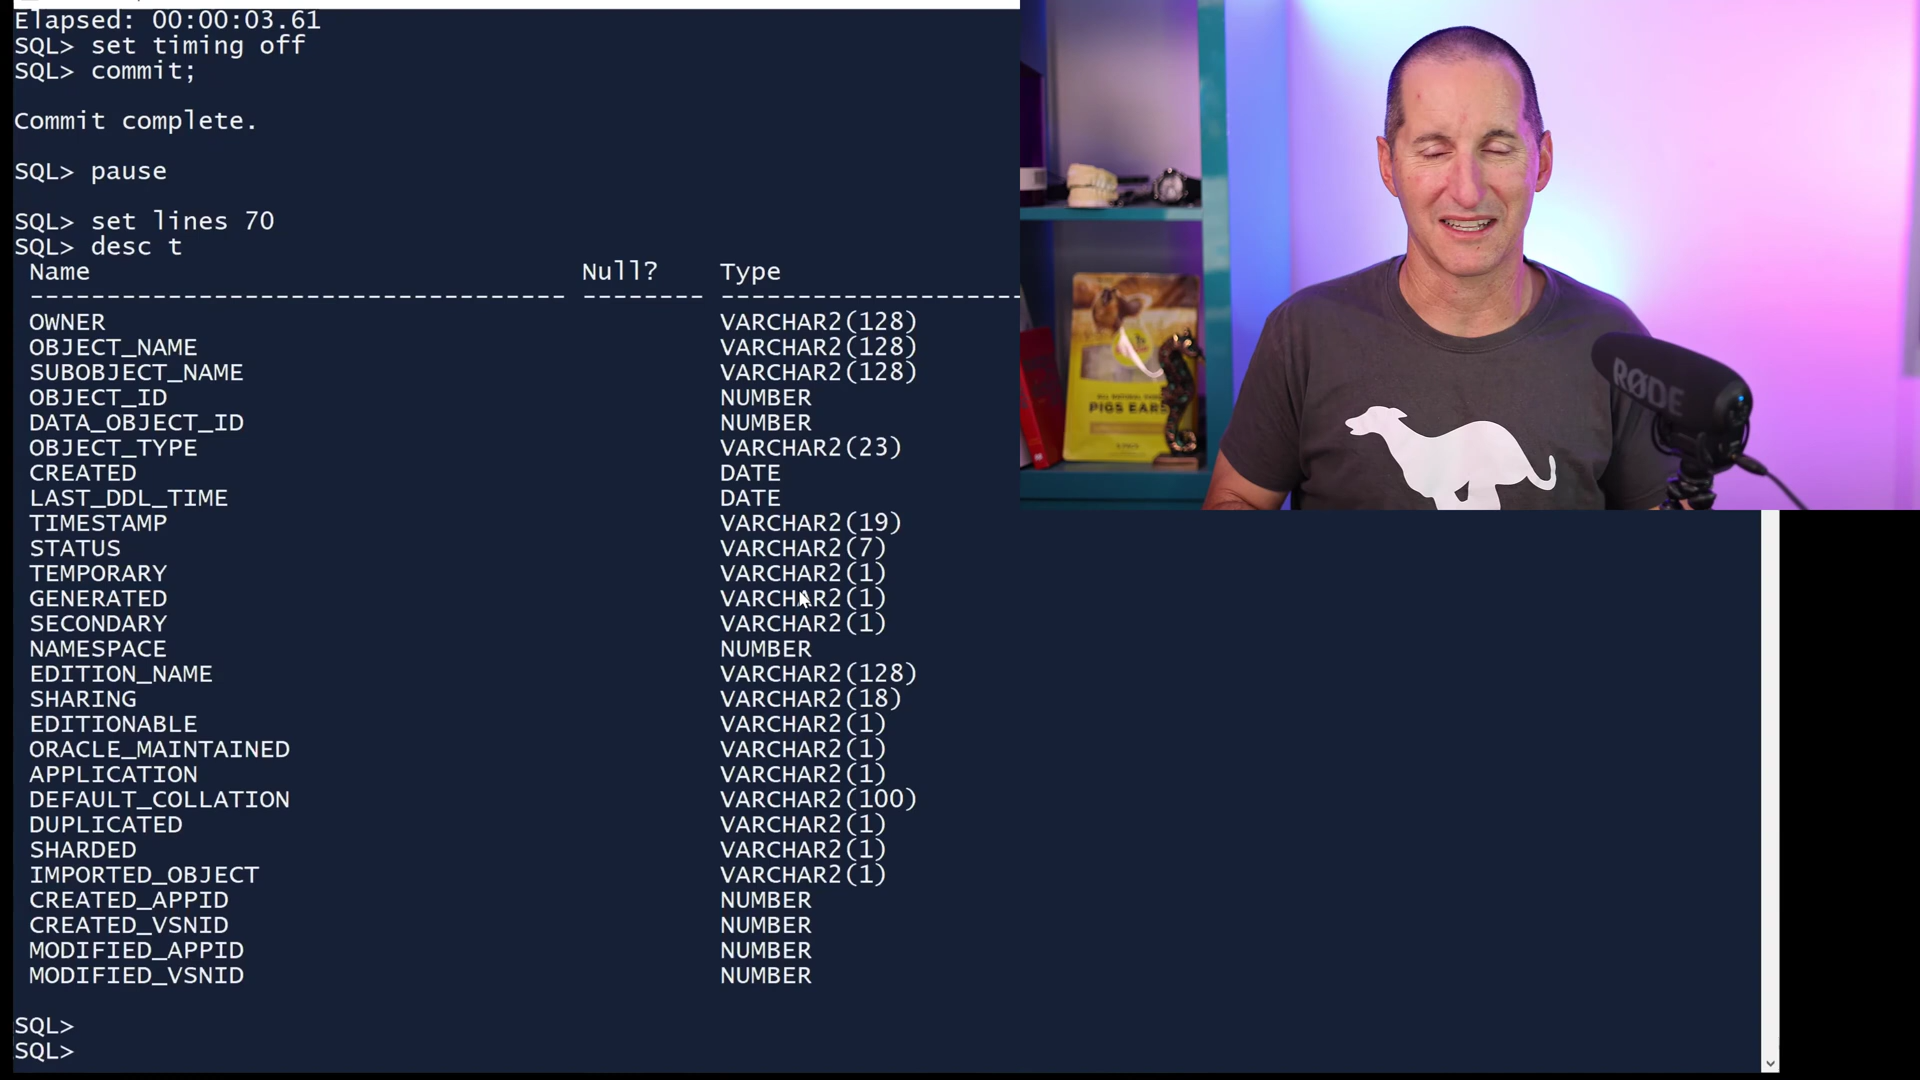 Elapsed: 00:00:03.61
SQL> set timing off
SQL> commit;
Commit complete.
SQL> pause
SQL> set lines 70
SQL> desc t
Name Null? Type
----------------------------------- -------- --------------------
OWNER VARCHAR2(128)
OBJECT_NAME VARCHAR2(128)
SUBOBJECT_NAME VARCHAR2(128)
OBJECT_ID NUMBER
DATA_OBJECT_ID NUMBER
OBJECT_TYPE VARCHAR2(23)
CREATED DATE
LAST_DDL_TIME DATE
TIMESTAMP VARCHAR2(19)
STATUS VARCHAR2(7)
TEMPORARY VARCHAR2(1)
GENERATED VARCHAR2(1)
SECONDARY VARCHAR2(1)
NAMESPACE NUMBER
EDITION_NAME VARCHAR2(128)
SHARING VARCHAR2(18)
EDITIONABLE VARCHAR2(1)
ORACLE_MAINTAINED VARCHAR2(1)
APPLICATION VARCHAR2(1)
DEFAULT_COLLATION VARCHAR2(100)
DUPLICATED VARCHAR2(1)
SHARDED VARCHAR2(1)
IMPORTED_OBJECT VARCHAR2(1)
CREATED_APPID NUMBER
CREATED_VSNID NUMBER
MODIFIED_APPID NUMBER
MODIFIED_VSNID NUMBER
SQL>
SQL>
PIGS EARS
RØDE